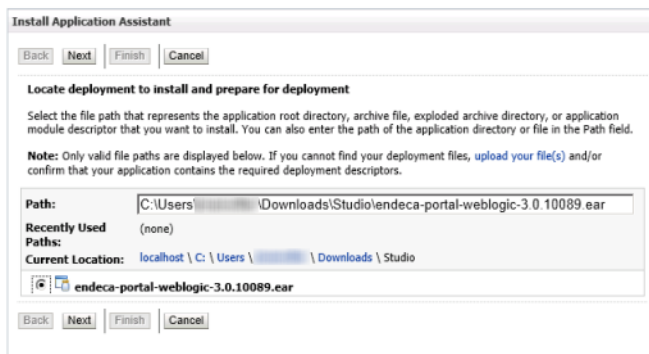 Install Application Assistant
Back Next Finish Cancel
Locate deployment to install and prepare for deployment
Select the file path that represents the application root directory, archive file, exploded archive directory, or application
module descriptor that you want to install. You can also enter the path of the application directory or file in the Path field.
Note: Only valid file paths are displayed below. If you cannot find your deployment files, upload your file(s) and/or
confirm that your application contains the required deployment descriptors.
Path: C:\Users\ \Downloads\Studio\endeca-portal-weblogic-3.0.10089.ear
Recently Used (none)
Paths:
Current Location: localhost \ C: \ Users \ \ Downloads \ Studio
endeca-portal-weblogic-3.0.10089.ear
Back Next Finish Cancel